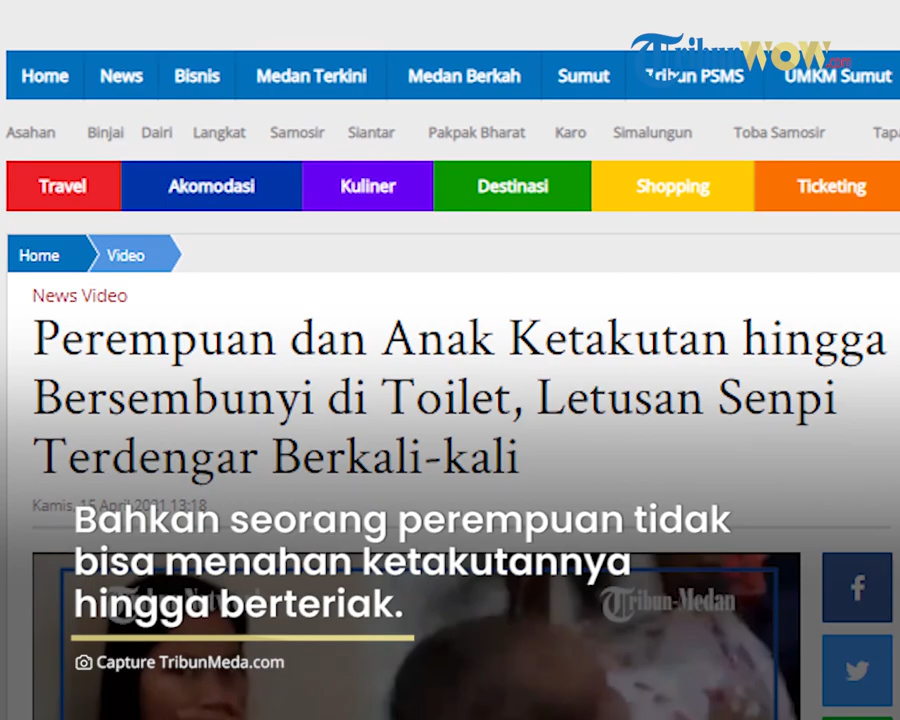 TribunWOW.com
Home News Bisnis Medan Terkini Medan Berkah Sumut Tribun PSMS UMKM Sumut
Asahan Binjai Dairi Langkat Samosir Siantar Pakpak Bharat Karo Simalungun Toba Samosir Tapa
Travel Akomodasi Kuliner Destinasi Shopping Ticketing
Home Video
News Video
Perempuan dan Anak Ketakutan hingga
Bersembunyi di Toilet, Letusan Senpi
Terdengar Berkali-kali
Kamis, 15 April 2021 13:18
Bahkan seorang perempuan tidak
bisa menahan ketakutannya
hingga berteriak.
Tribun-Medan
Capture TribunMeda.com